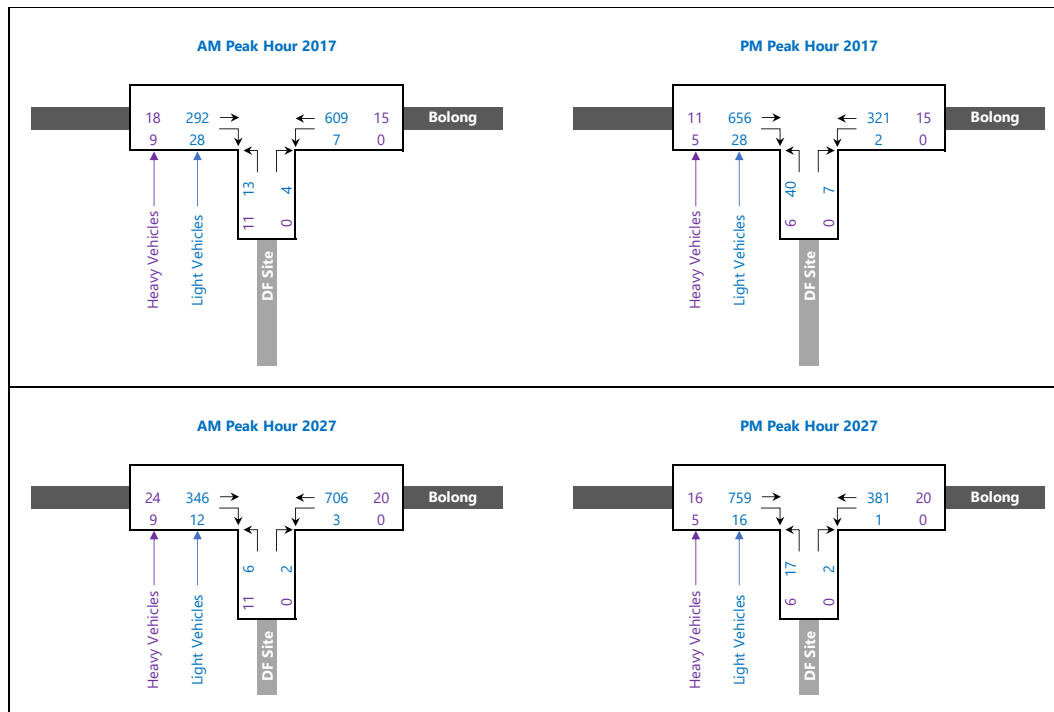 AM Peak Hour 2017
PM Peak Hour 2017
18 292 609 15 Bolong
9 28 7 0
13 4
11 0
Heavy Vehicles
Light Vehicles
DF Site
11 656 321 15 Bolong
5 28 2 0
40 7
6 0
Heavy Vehicles
Light Vehicles
DF Site
AM Peak Hour 2027
PM Peak Hour 2027
24 346 706 20 Bolong
9 12 3 0
6 2
11 0
Heavy Vehicles
Light Vehicles
DF Site
16 759 381 20 Bolong
5 16 1 0
17 2
6 0
Heavy Vehicles
Light Vehicles
DF Site